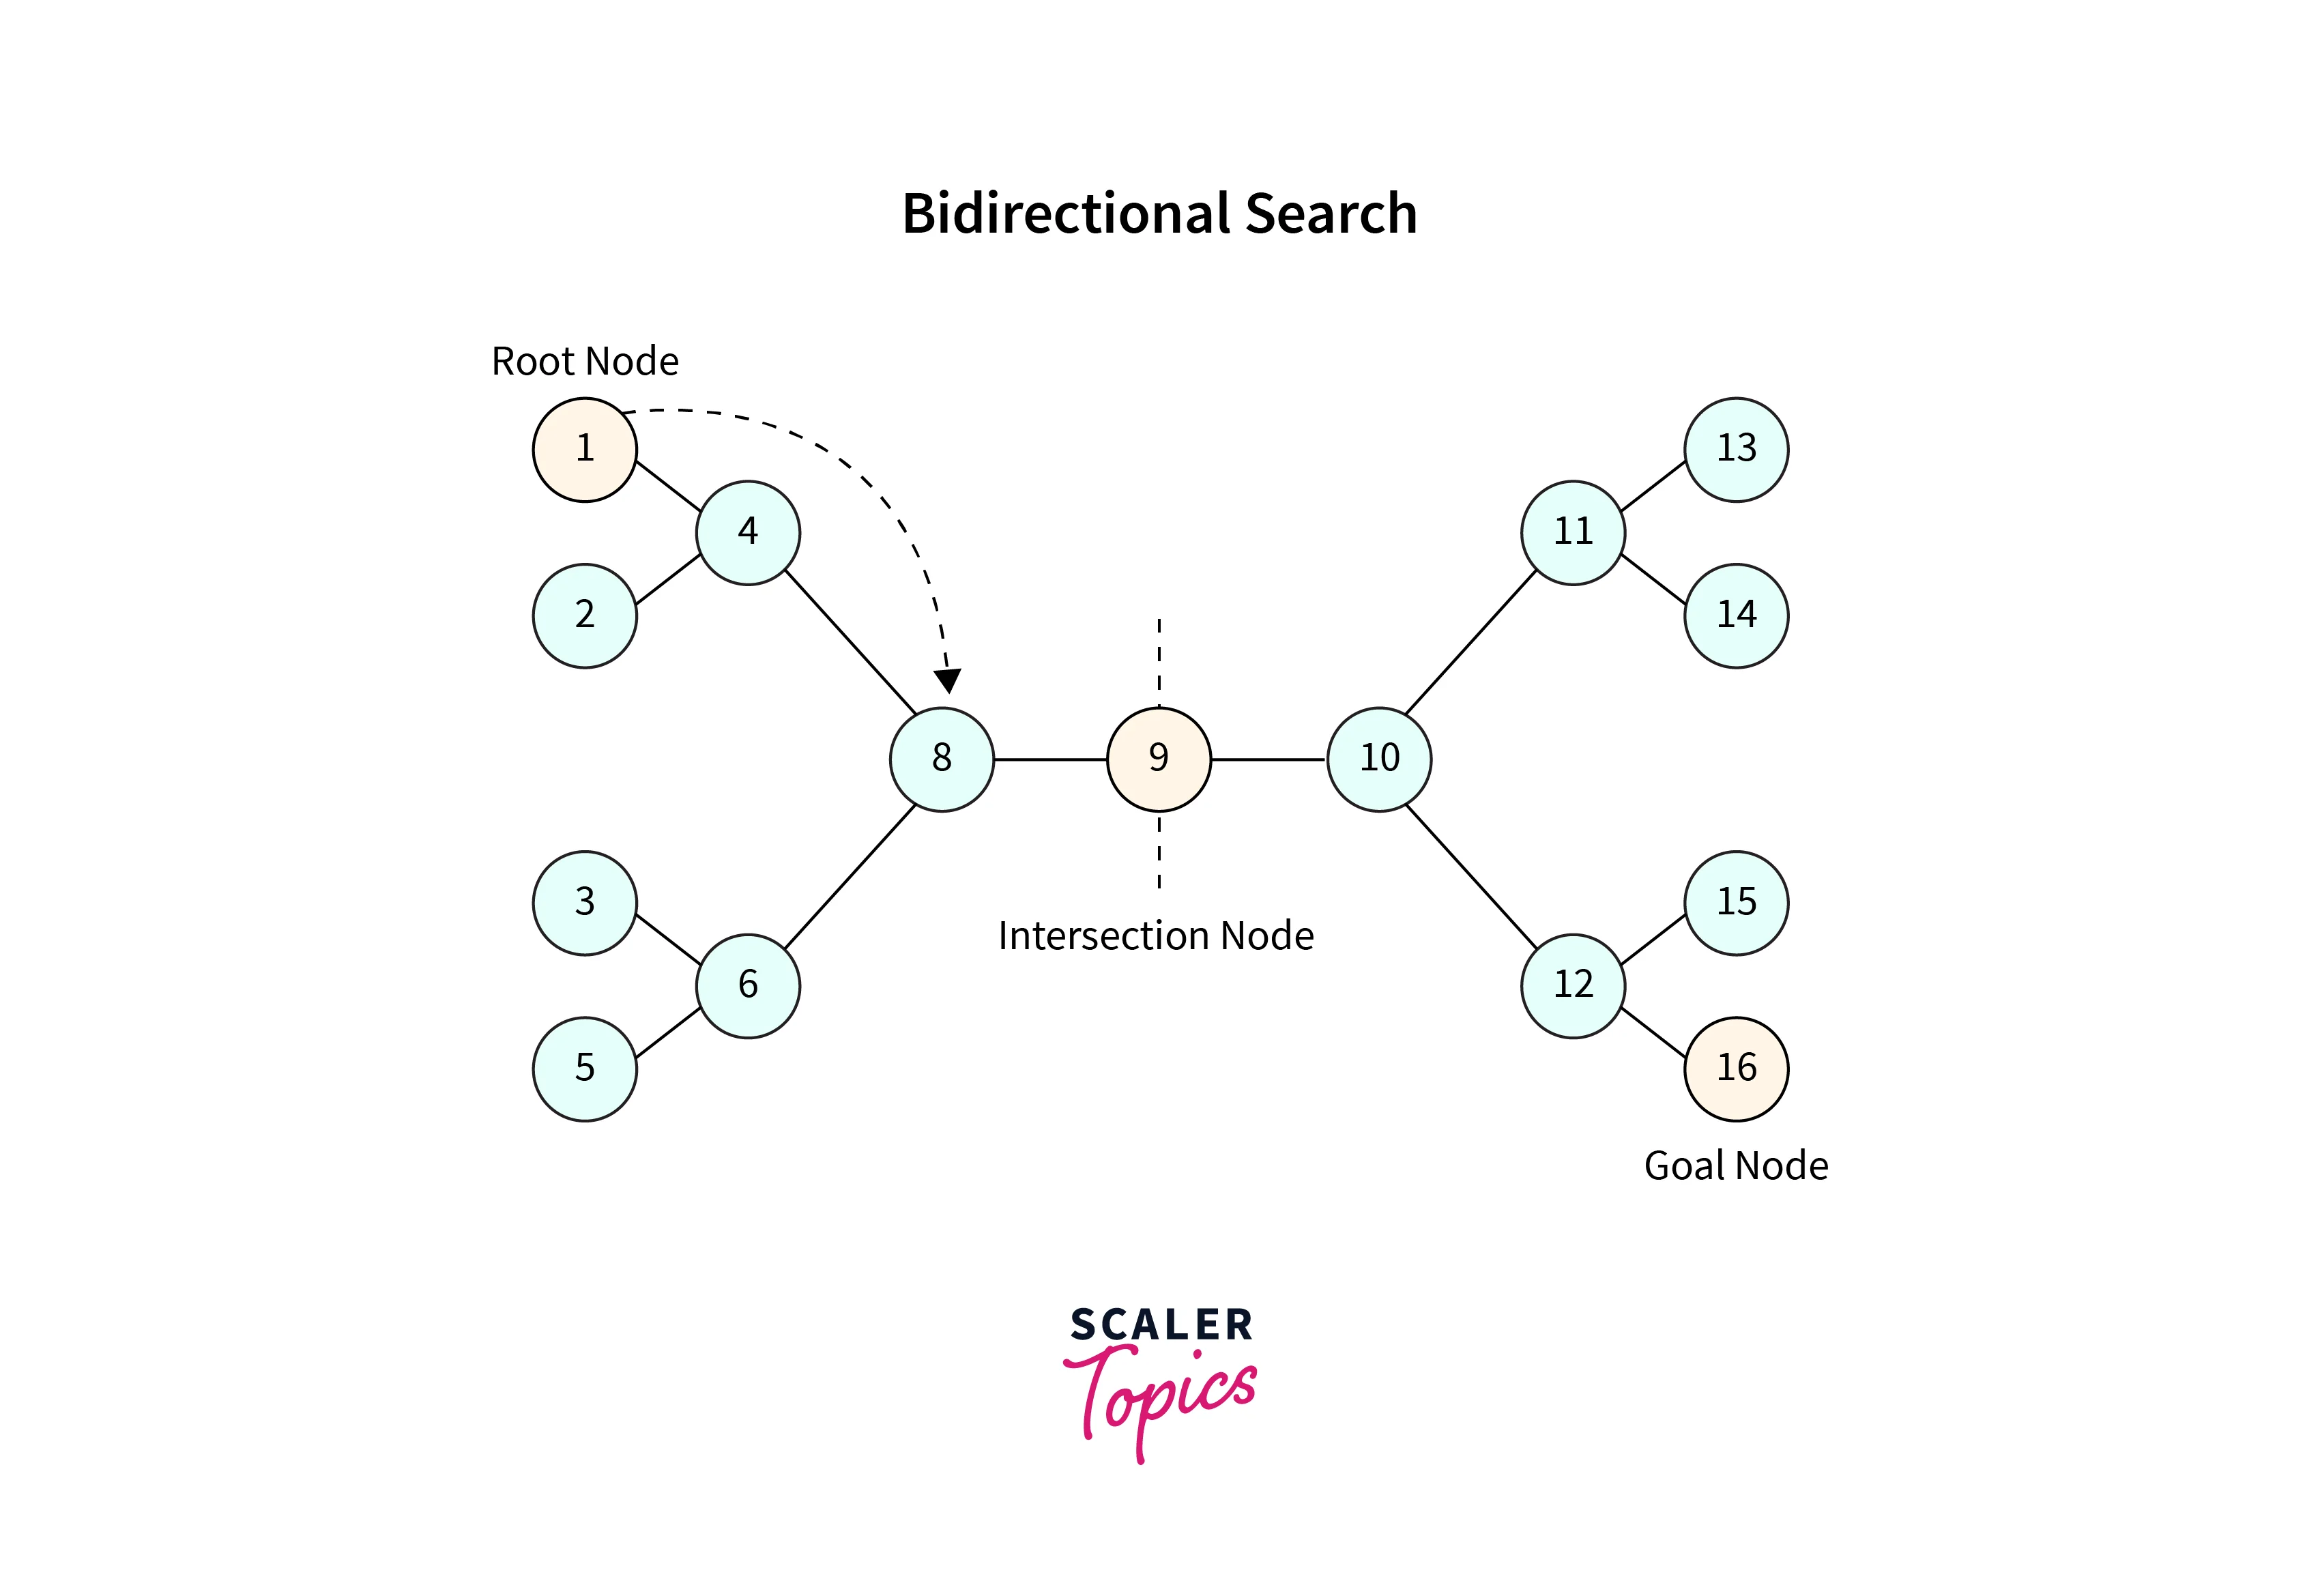 Bidirectional Search
Root Node
1
13
4
11
2
14
8
9
10
3
15
Intersection Node
6
12
5
16
Goal Node
SCALER
Topics